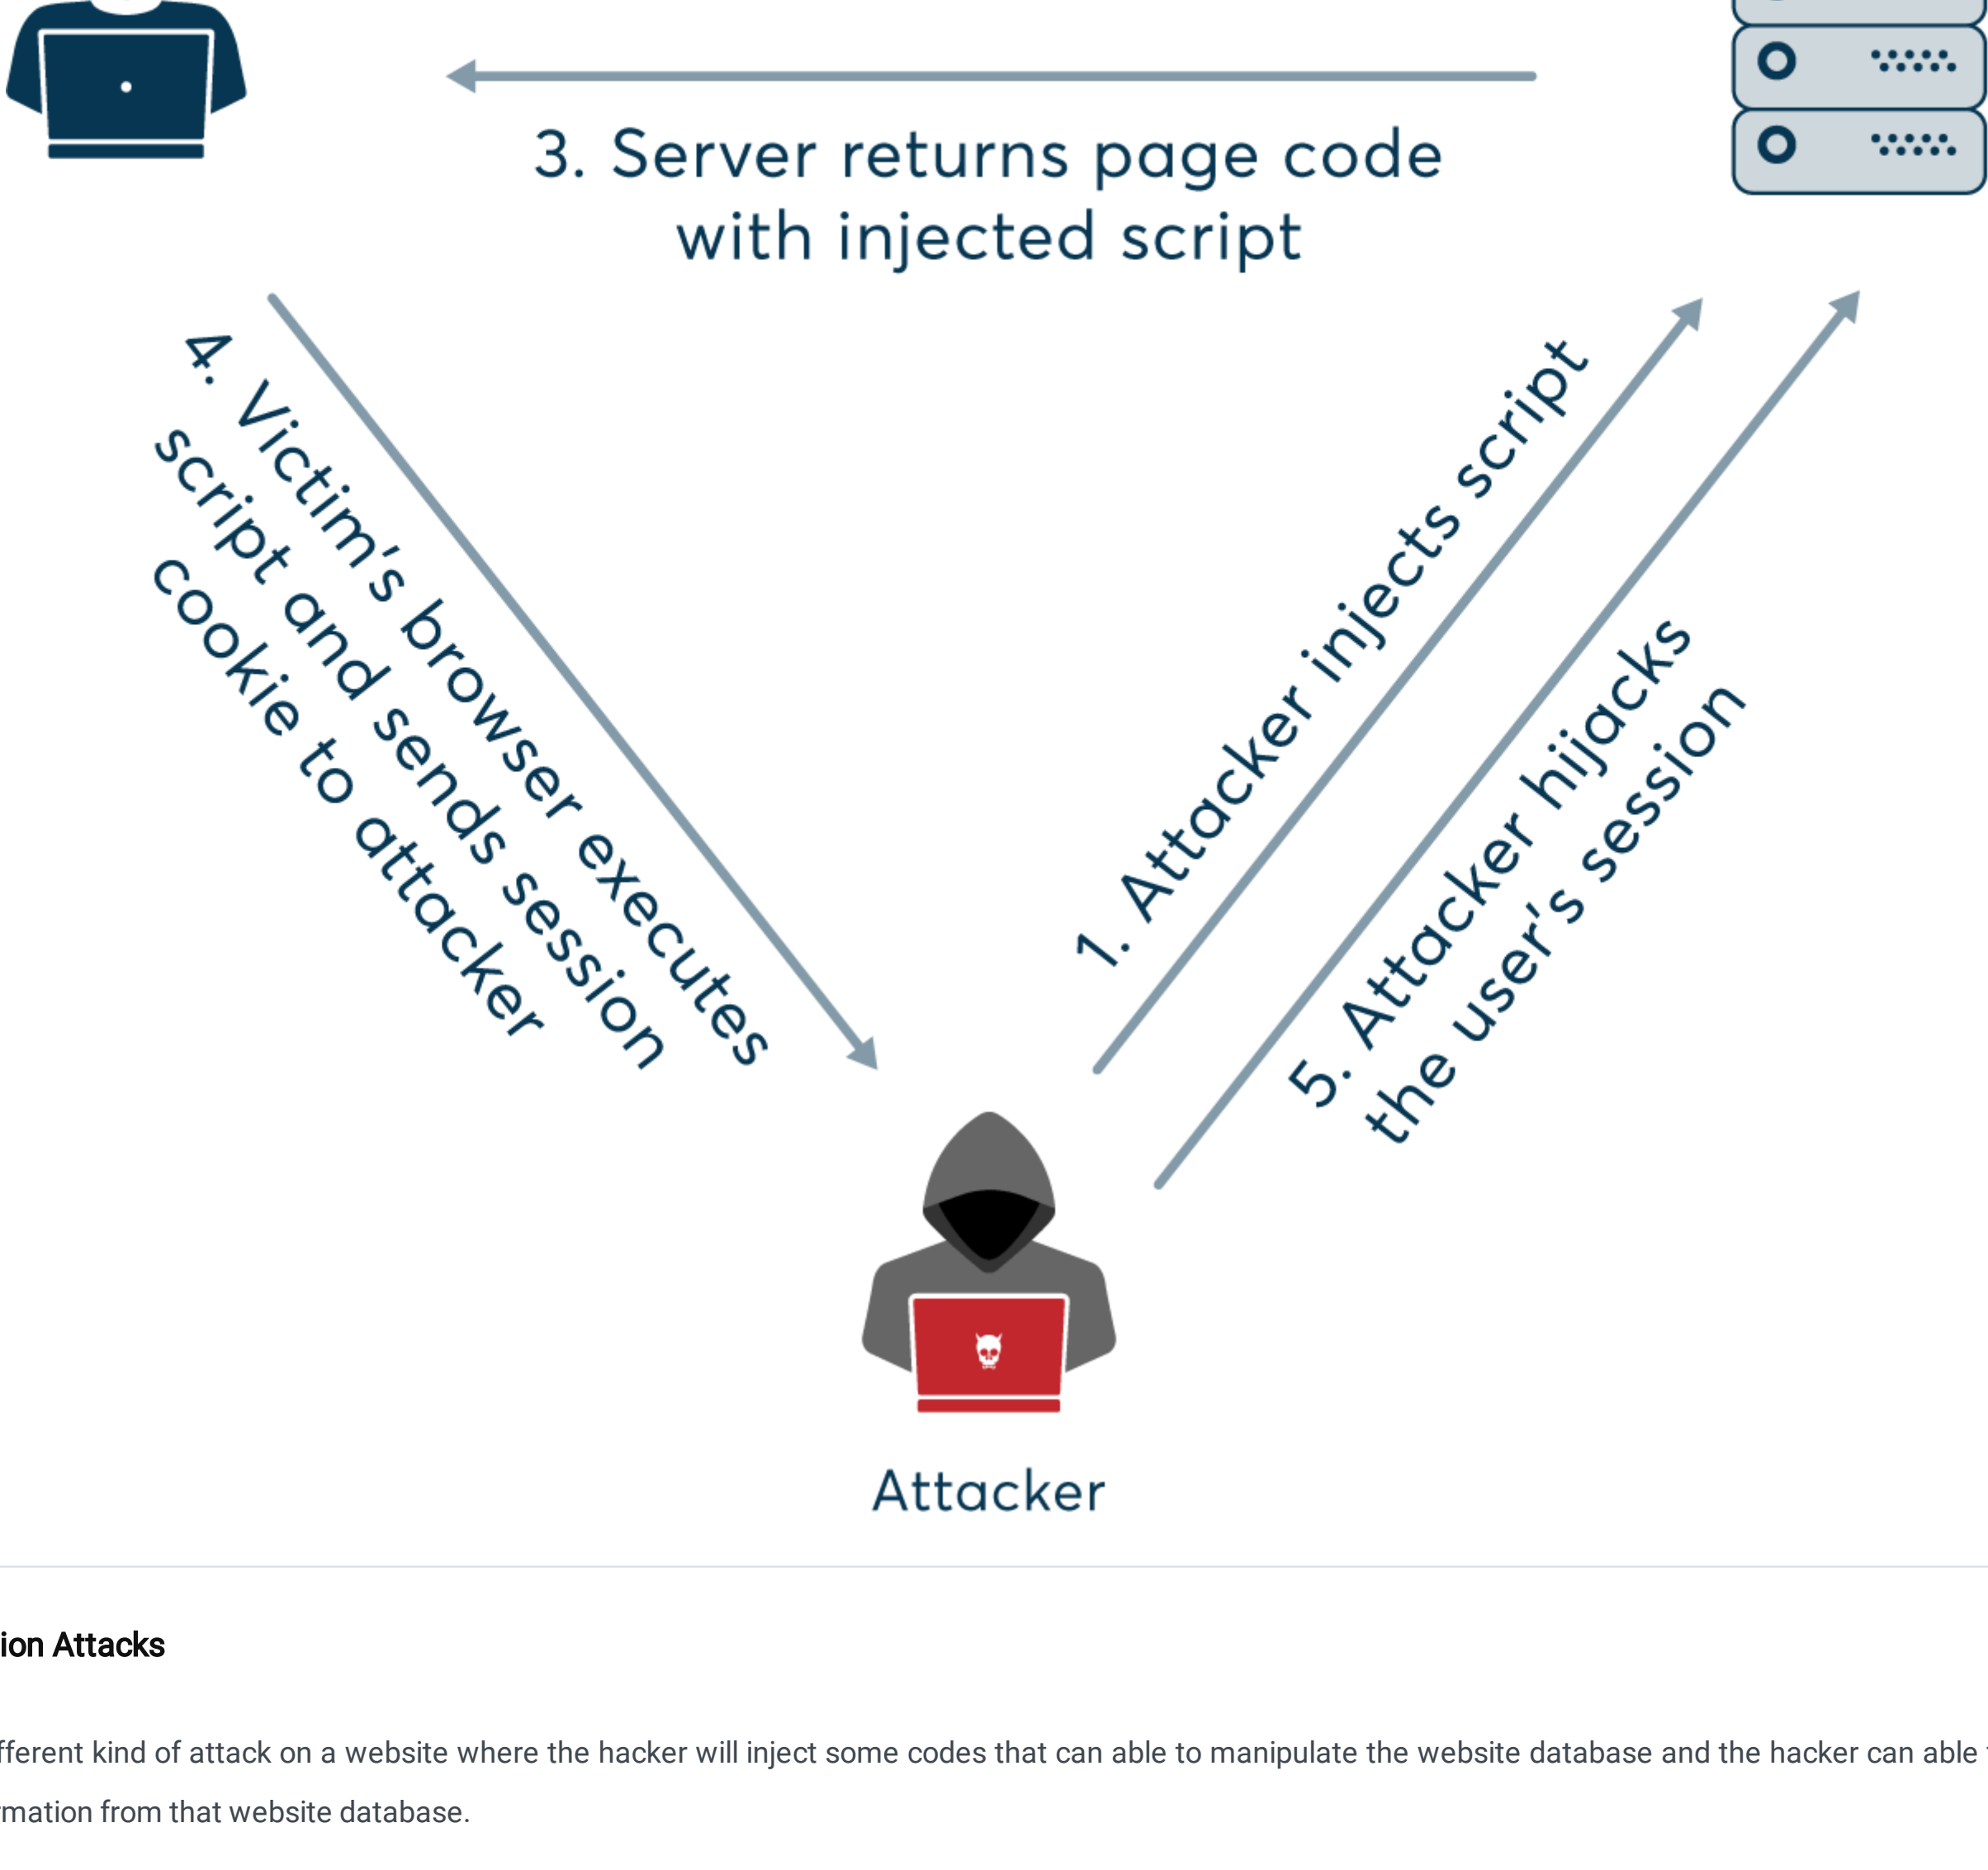 3. Server returns page code
with injected script
4. Victim's browser executes
script and sends session
cookie to attacker
1. Attacker injects script
5. Attacker hijacks
the user's session
Attacker
ion Attacks
fferent kind of attack on a website where the hacker will inject some codes that can able to manipulate the website database and the hacker can able
rmation from that website database.